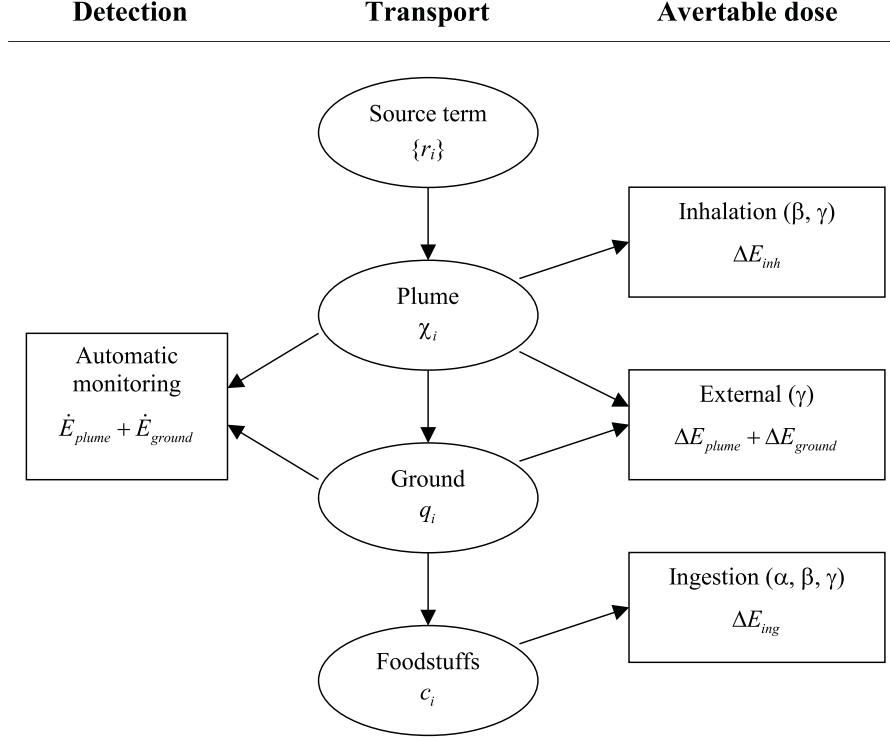 Detection Transport Avertable dose
Source term
{rᵢ}
Inhalation (β, γ)
ΔE_inh
Plume
χᵢ
Automatic
monitoring
Ė_plume + Ė_ground
External (γ)
ΔE_plume + ΔE_ground
Ground
qᵢ
Ingestion (α, β, γ)
ΔE_ing
Foodstuffs
cᵢ